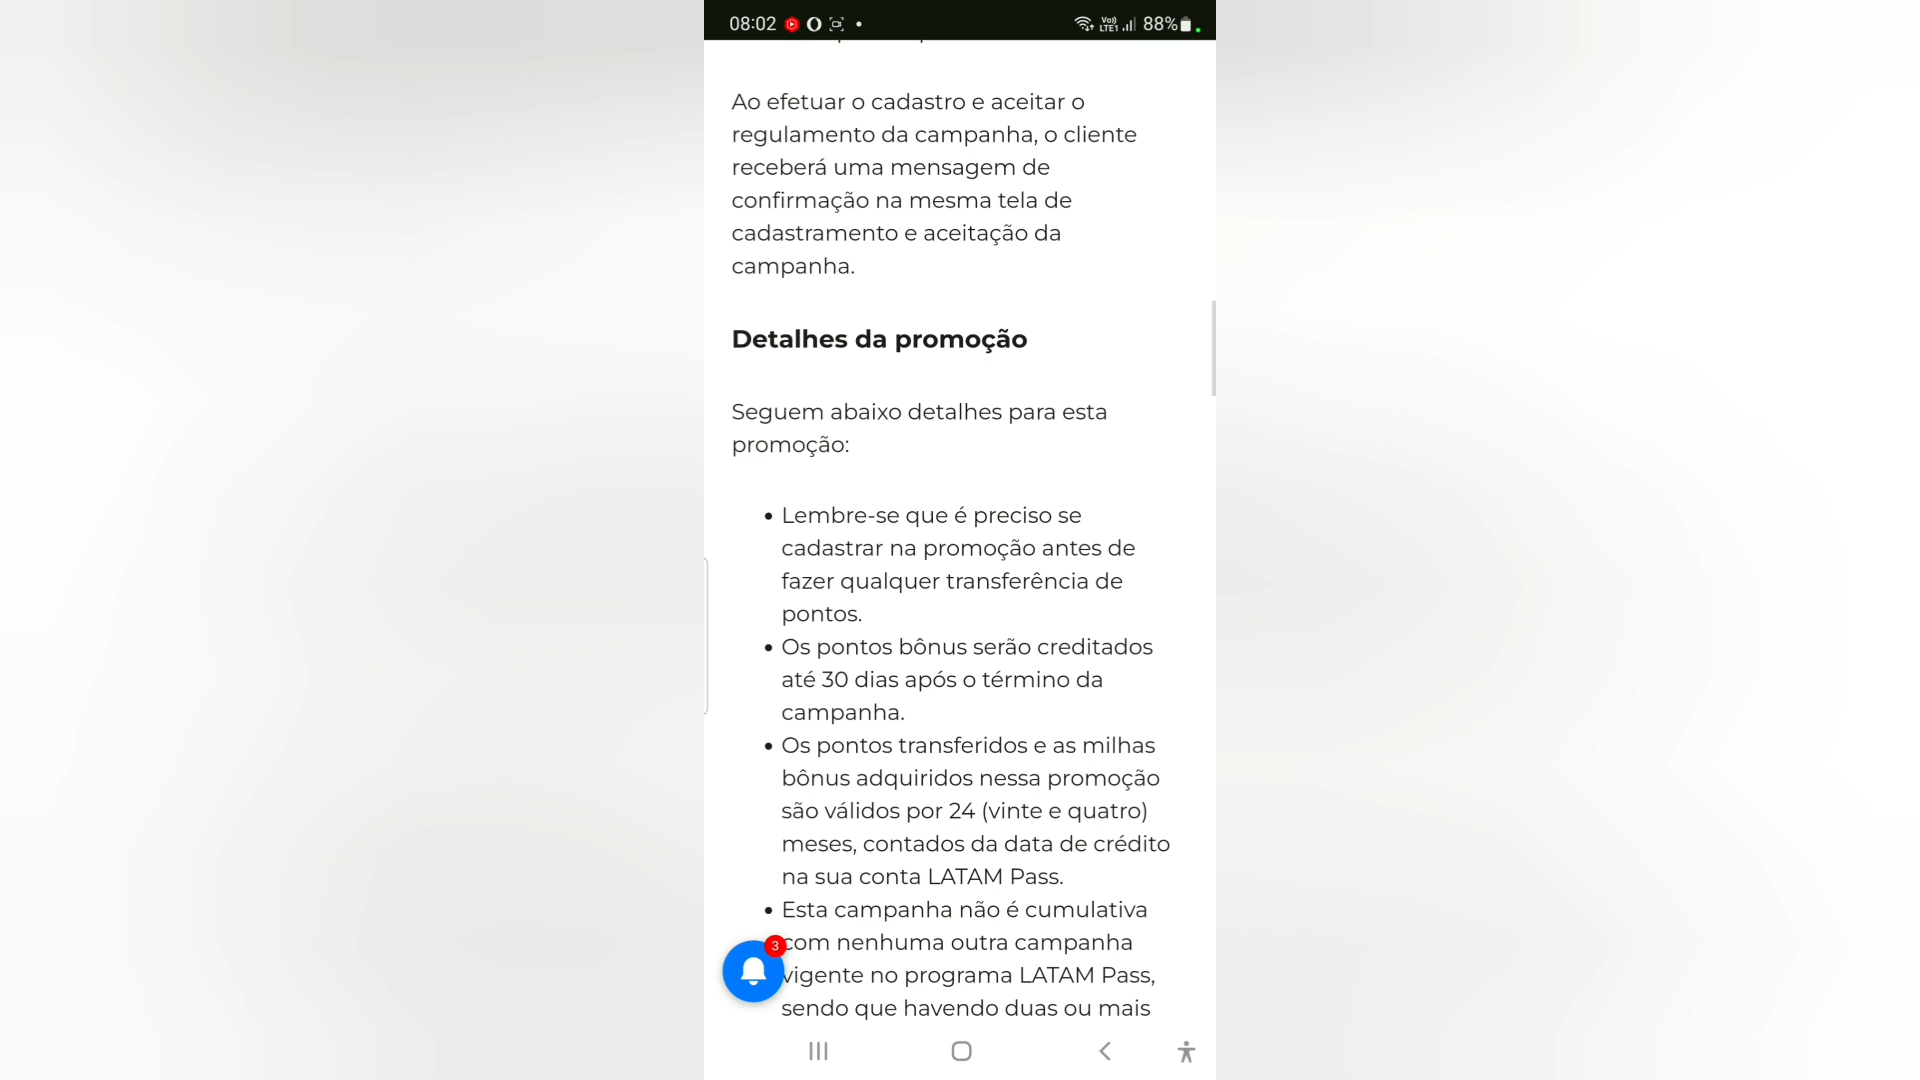 08:02
Vo))
LTE1
88%
Ao efetuar o cadastro e aceitar o
regulamento da campanha, o cliente
receberá uma mensagem de
confirmação na mesma tela de
cadastramento e aceitação da
campanha.
Detalhes da promoção
Seguem abaixo detalhes para esta
promoção:
• Lembre-se que é preciso se
cadastrar na promoção antes de
fazer qualquer transferência de
pontos.
• Os pontos bônus serão creditados
até 30 dias após o término da
campanha.
• Os pontos transferidos e as milhas
bônus adquiridos nessa promoção
são válidos por 24 (vinte e quatro)
meses, contados da data de crédito
na sua conta LATAM Pass.
• Esta campanha não é cumulativa
com nenhuma outra campanha
vigente no programa LATAM Pass,
sendo que havendo duas ou mais
3